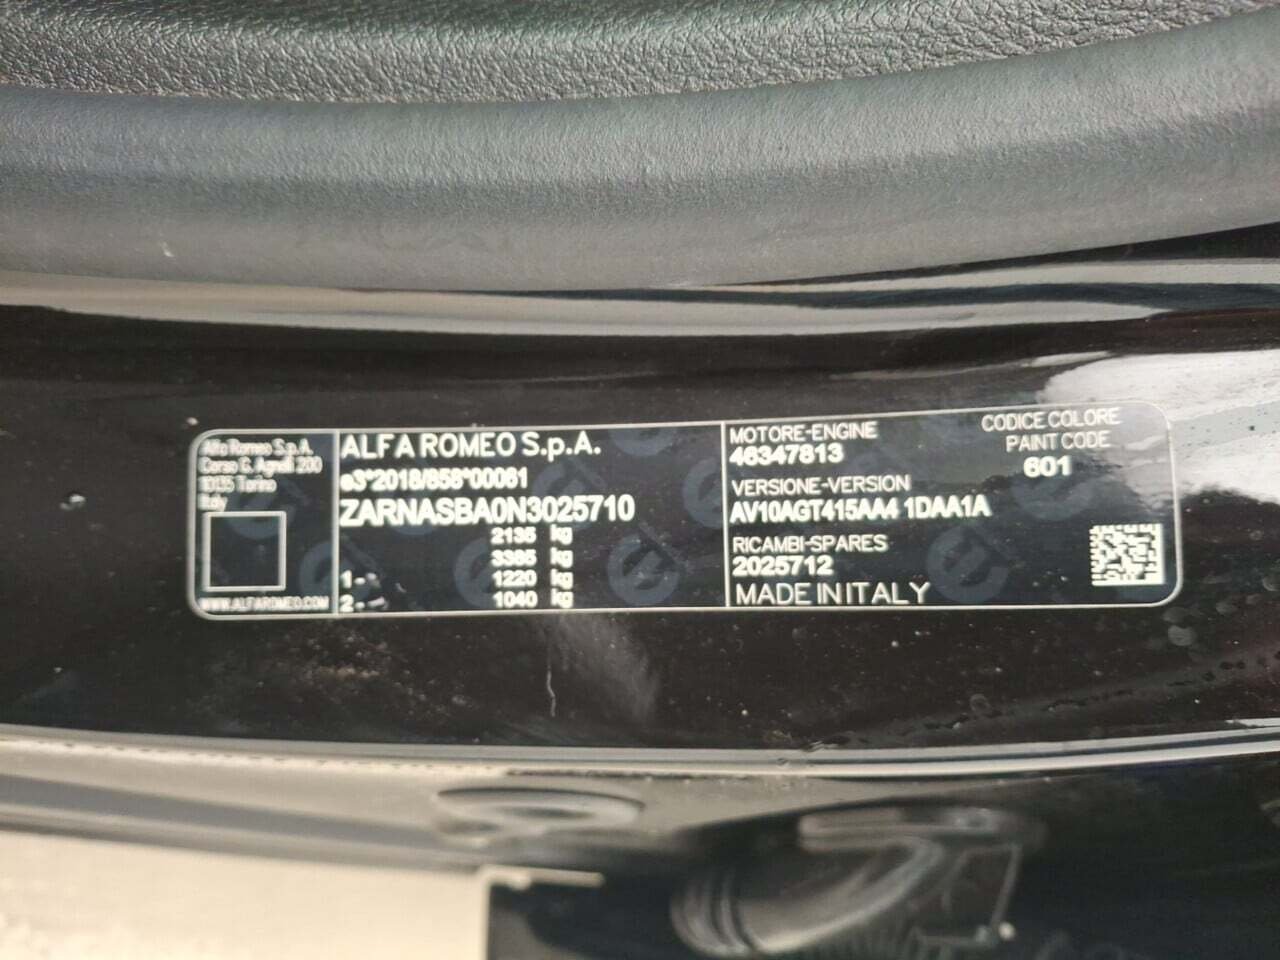 Alfa Romeo S.p.A.
Corso G. Agnelli 200
10135 Torino
Italy
WWW.ALFAROMEO.COM
ALFA ROMEO S.p.A.
e3*2018/858*00061
ZARNASBA0N3025710
2135 kg
3385 kg
1- 1220 kg
2- 1040 kg
MOTORE-ENGINE
46347813
VERSIONE-VERSION
AV10AGT415AA4 1DAA1A
RICAMBI-SPARES
2025712
MADE IN ITALY
CODICE COLORE
PAINT CODE
601